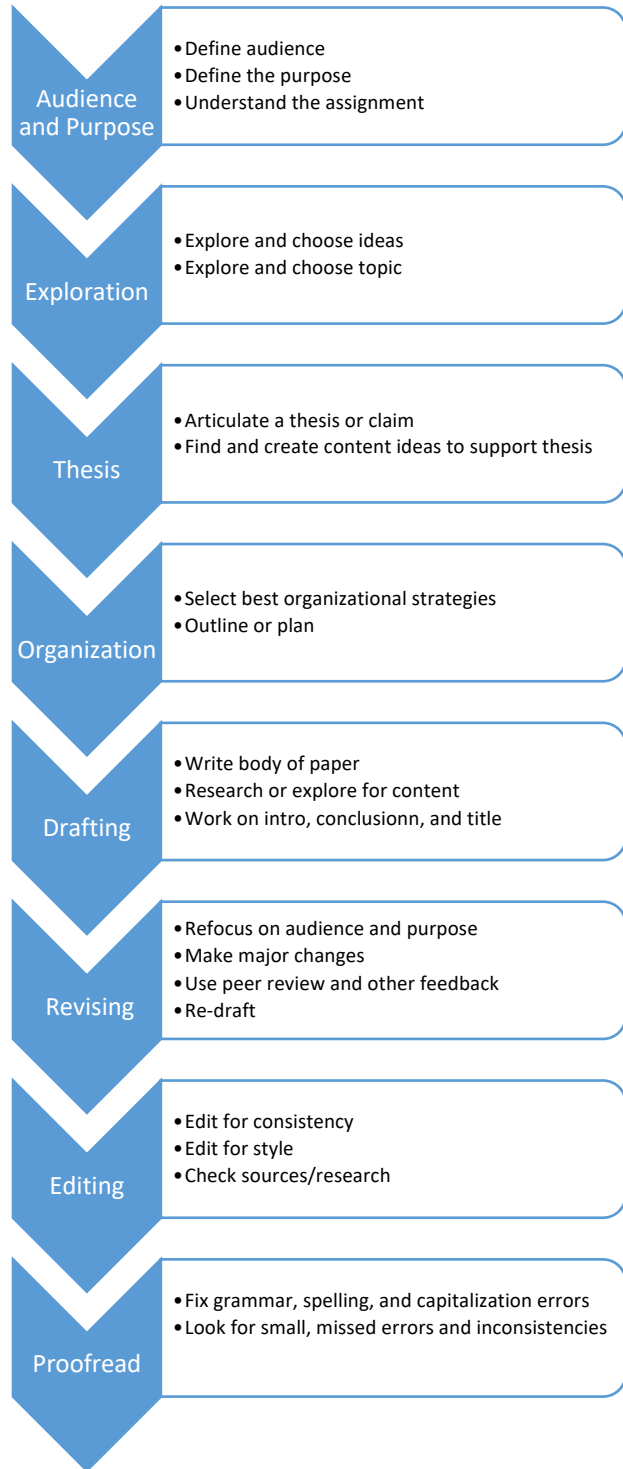 Audience
and Purpose
•Define audience
•Define the purpose
•Understand the assignment
Exploration
•Explore and choose ideas
•Explore and choose topic
Thesis
•Articulate a thesis or claim
•Find and create content ideas to support thesis
Organization
•Select best organizational strategies
•Outline or plan
Drafting
•Write body of paper
•Research or explore for content
•Work on intro, conclusionn, and title
Revising
•Refocus on audience and purpose
•Make major changes
•Use peer review and other feedback
•Re-draft
Editing
•Edit for consistency
•Edit for style
•Check sources/research
Proofread
•Fix grammar, spelling, and capitalization errors
•Look for small, missed errors and inconsistencies